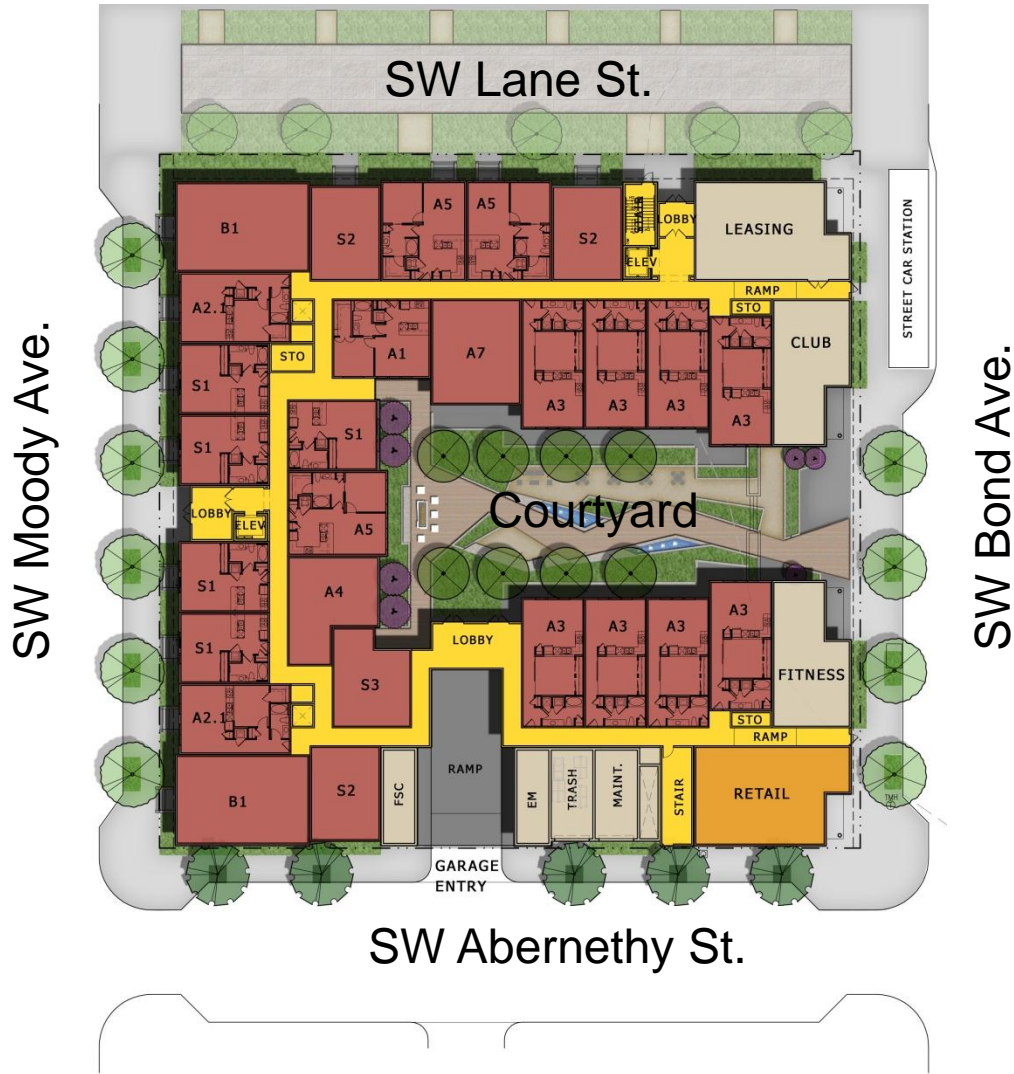 SW Lane St.
SW Moody Ave.
SW Bond Ave.
STREET CAR STATION
B1
S2
A5
A5
S2
STAIR
LOBBY
ELEV
LEASING
RAMP
A2.1
STO
A1
A7
A3
A3
A3
STO
A3
CLUB
S1
S1
S1
LOBBY
ELEV
A5
Courtyard
S1
A4
S1
S3
LOBBY
A3
A3
A3
A3
FITNESS
A2.1
STO
RAMP
B1
S2
FSC
RAMP
EM
TRASH
MAINT.
STAIR
RETAIL
TMH
GARAGE
ENTRY
SW Abernethy St.